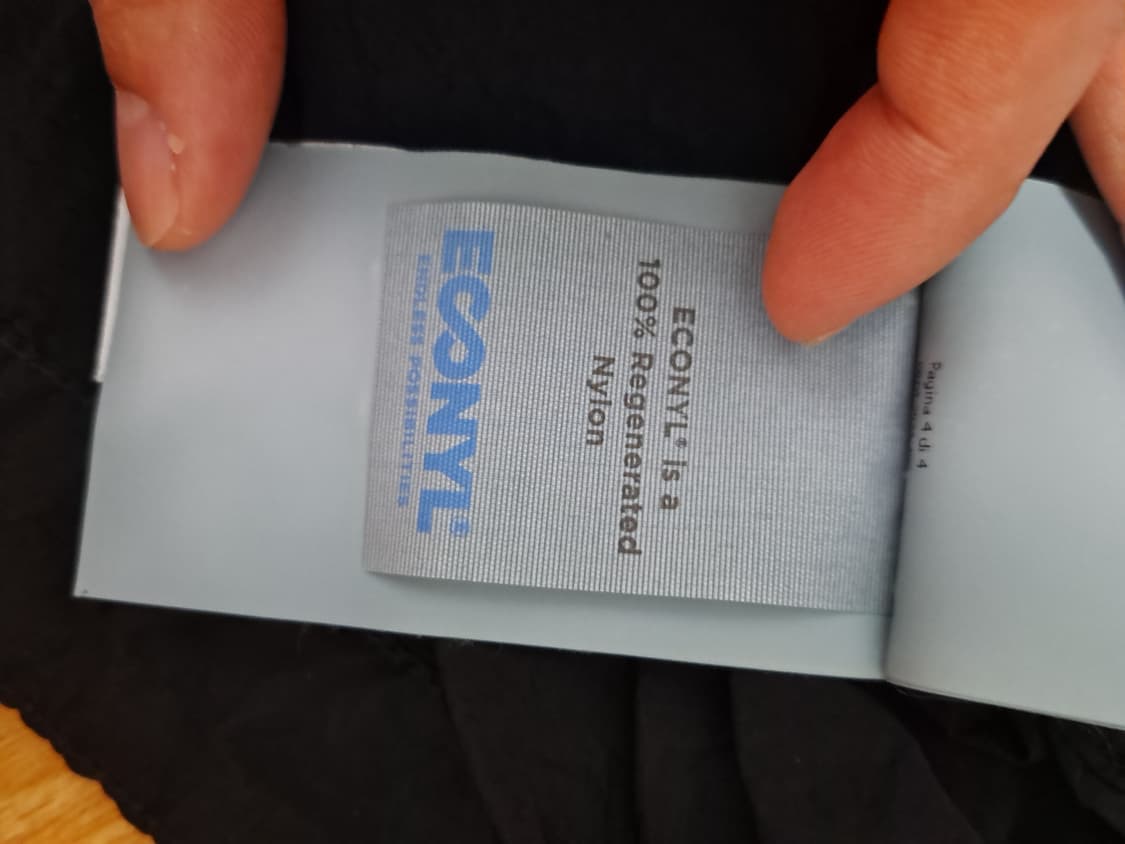 ECONYL®
ENDLESS POSSIBILITIES
ECONYL® is a
100% Regenerated
Nylon
Pagina 4 di 4